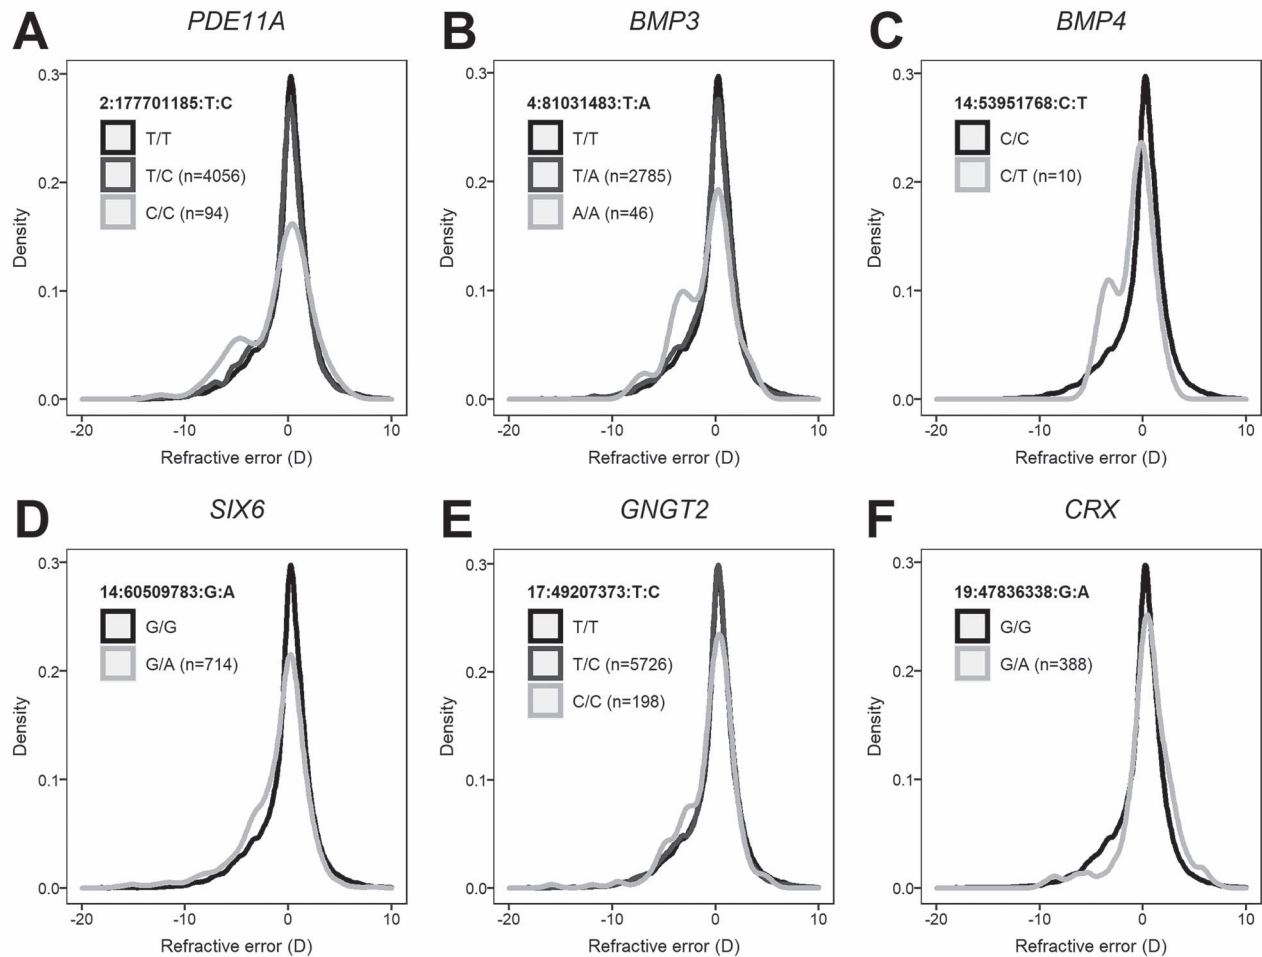 A
PDE11A
0.3
0.2
0.1
0.0
Density
2:177701185:T:C
T/T
T/C (n=4056)
C/C (n=94)
-20
-10
0
10
Refractive error (D)
B
BMP3
0.3
0.2
0.1
0.0
Density
4:81031483:T:A
T/T
T/A (n=2785)
A/A (n=46)
-20
-10
0
10
Refractive error (D)
C
BMP4
0.3
0.2
0.1
0.0
Density
14:53951768:C:T
C/C
C/T (n=10)
-20
-10
0
10
Refractive error (D)
D
SIX6
0.3
0.2
0.1
0.0
Density
14:60509783:G:A
G/G
G/A (n=714)
-20
-10
0
10
Refractive error (D)
E
GNGT2
0.3
0.2
0.1
0.0
Density
17:49207373:T:C
T/T
T/C (n=5726)
C/C (n=198)
-20
-10
0
10
Refractive error (D)
F
CRX
0.3
0.2
0.1
0.0
Density
19:47836338:G:A
G/G
G/A (n=388)
-20
-10
0
10
Refractive error (D)